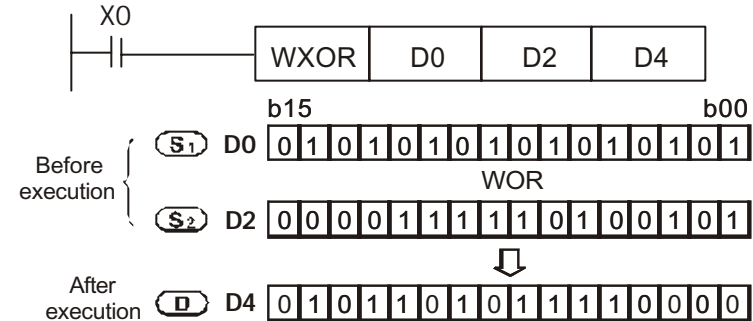 X0
WXOR D0 D2 D4
b15 b00
Before execution
S1 D0 0 1 0 1 0 1 0 1 0 1 0 1 0 1 0 1
WOR
S2 D2 0 0 0 0 1 1 1 1 1 0 1 0 0 1 0 1
After execution
D D4 0 1 0 1 1 0 1 0 1 1 1 1 0 0 0 0